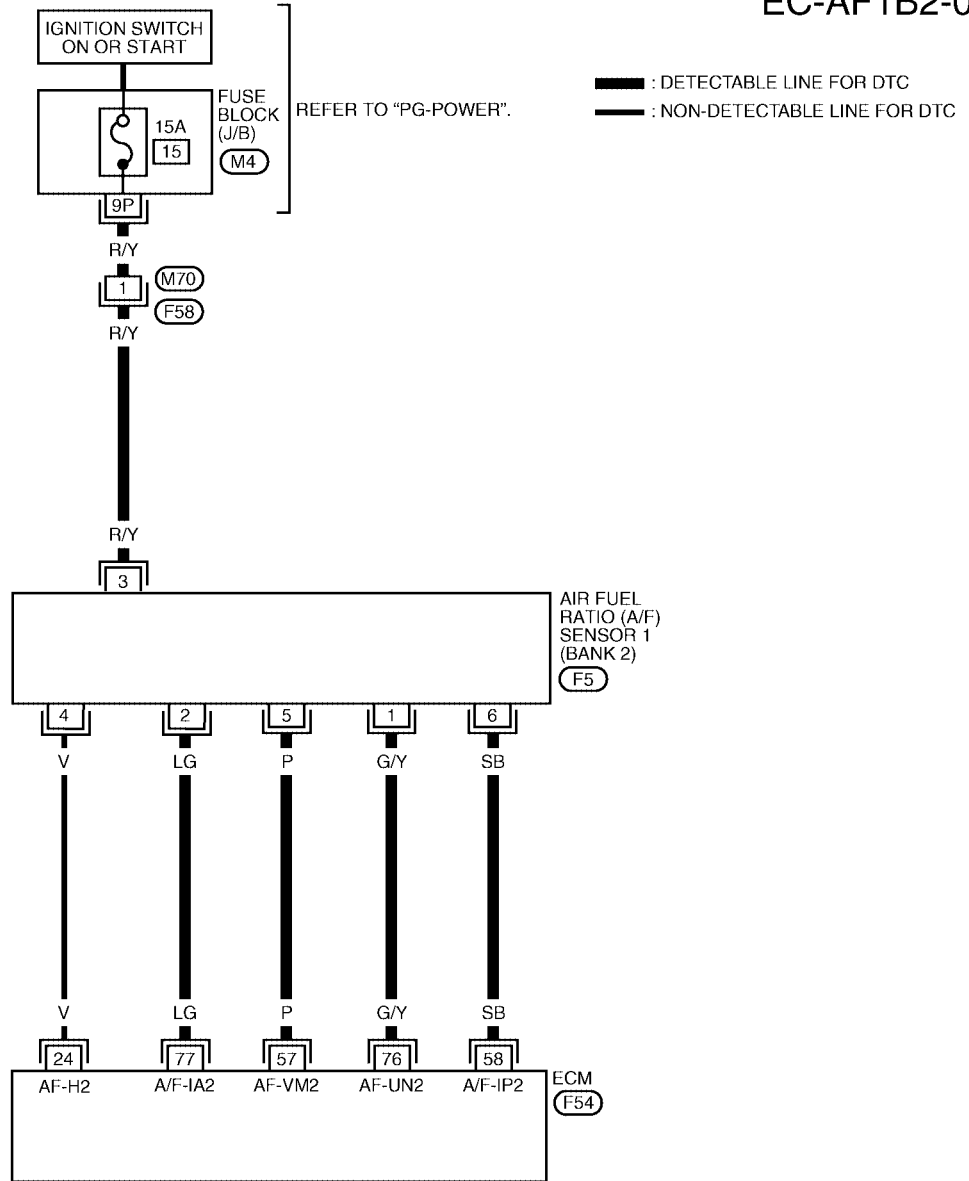 EC-AF1B2-0
IGNITION SWITCH
ON OR START
FUSE
BLOCK
(J/B)
M4
15A
15
REFER TO “PG-POWER”.
: DETECTABLE LINE FOR DTC
: NON-DETECTABLE LINE FOR DTC
9P
R/Y
1
M70
F58
R/Y
R/Y
3
AIR FUEL
RATIO (A/F)
SENSOR 1
(BANK 2)
F5
4 2 5 1 6
V LG P G/Y SB
V LG P G/Y SB
24 77 57 76 58
AF-H2 A/F-IA2 AF-VM2 AF-UN2 A/F-IP2
ECM
F54